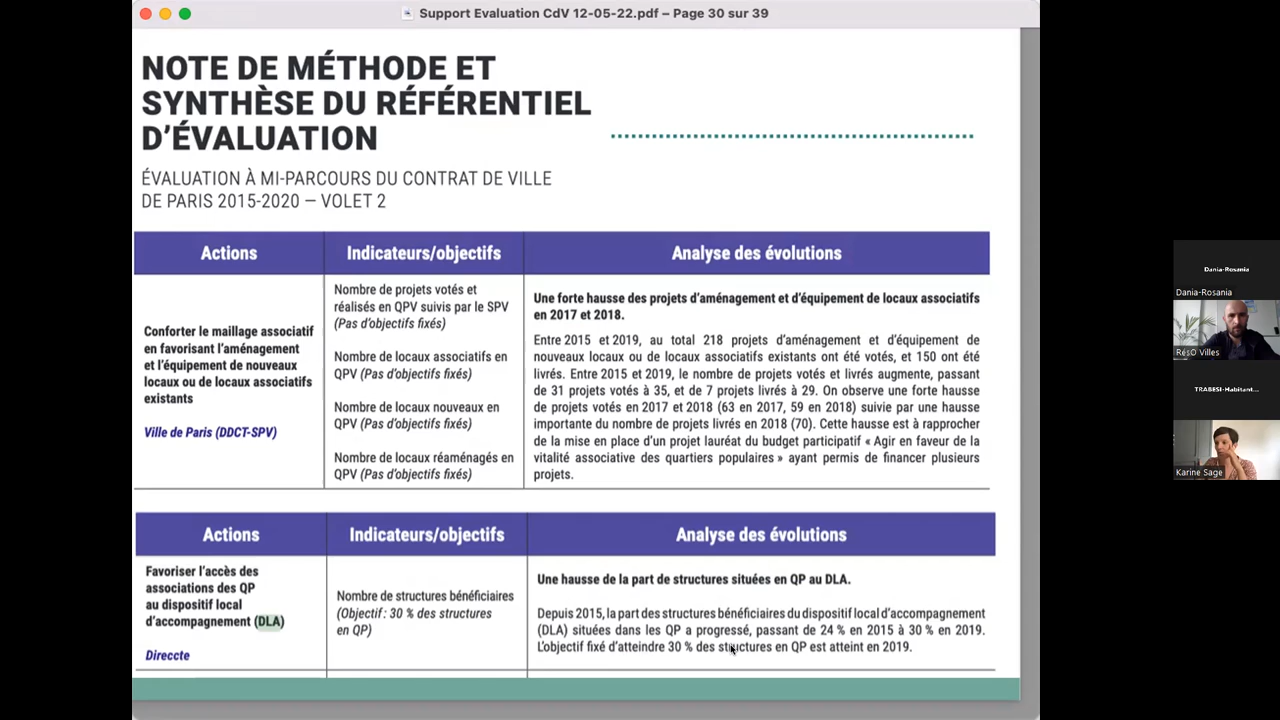 Support Evaluation CdV 12-05-22.pdf – Page 30 sur 39
NOTE DE MÉTHODE ET
SYNTHÈSE DU RÉFÉRENTIEL
D’ÉVALUATION
ÉVALUATION À MI-PARCOURS DU CONTRAT DE VILLE
DE PARIS 2015-2020 – VOLET 2
Actions
Indicateurs/objectifs
Analyse des évolutions
Conforter le maillage associatif
en favorisant l’aménagement
et l’équipement de nouveaux
locaux ou de locaux associatifs
existants
Ville de Paris (DDCT-SPV)
Nombre de projets votés et
réalisés en QPV suivis par le SPV
(Pas d’objectifs fixés)
Nombre de locaux associatifs en
QPV (Pas d’objectifs fixés)
Nombre de locaux nouveaux en
QPV (Pas d’objectifs fixés)
Nombre de locaux réaménagés en
QPV (Pas d’objectifs fixés)
Une forte hausse des projets d’aménagement et d’équipement de locaux associatifs
en 2017 et 2018.
Entre 2015 et 2019, au total 218 projets d’aménagement et d’équipement de
nouveaux locaux ou de locaux associatifs existants ont été votés, et 150 ont été
livrés. Entre 2015 et 2019, le nombre de projets votés et livrés augmente, passant
de 31 projets votés à 35, et de 7 projets livrés à 29. On observe une forte hausse
de projets votés en 2017 et 2018 (63 en 2017, 59 en 2018) suivie par une hausse
importante du nombre de projets livrés en 2018 (70). Cette hausse est à rapprocher
de la mise en place d’un projet lauréat du budget participatif « Agir en faveur de la
vitalité associative des quartiers populaires » ayant permis de financer plusieurs
projets.
Actions
Indicateurs/objectifs
Analyse des évolutions
Favoriser l’accès des
associations des QP
au dispositif local
d’accompagnement (DLA)
Direccte
Nombre de structures bénéficiaires
(Objectif : 30 % des structures
en QP)
Une hausse de la part de structures situées en QP au DLA.
Depuis 2015, la part des structures bénéficiaires du dispositif local d’accompagnement
(DLA) situées dans les QP a progressé, passant de 24 % en 2015 à 30 % en 2019.
L’objectif fixé d’atteindre 30 % des structures en QP est atteint en 2019.
Dania-Rosania
Dania-Rosania
RésO Villes
TRABESI-Habitant...
Karine Sage